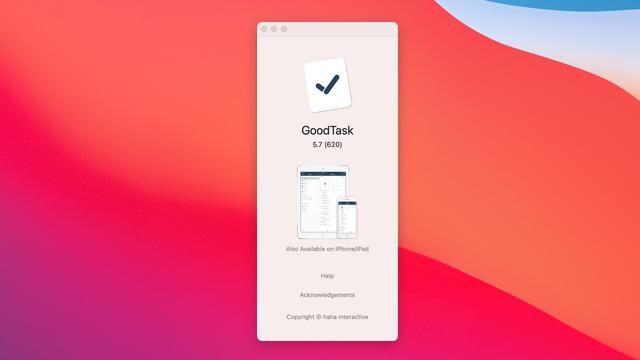 GoodTask
5.7 (620)
Also Available on iPhone/iPad
Help
Acknowledgements
Copyright © haha interactive